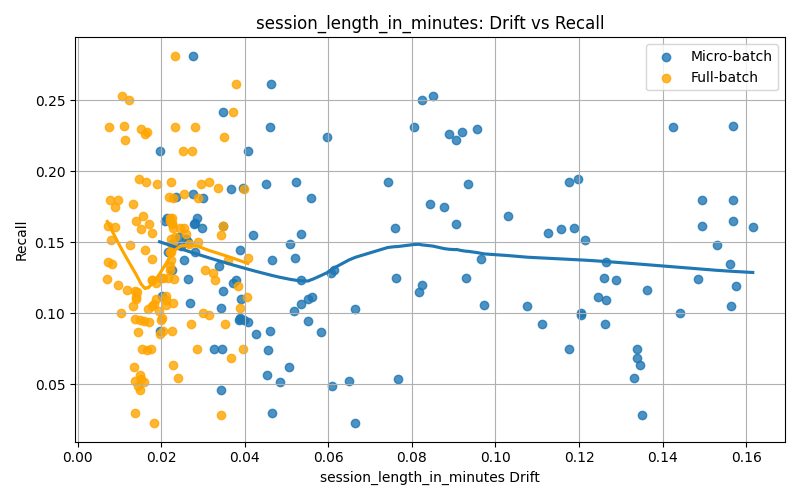 session_length_in_minutes: Drift vs Recall
Micro-batch
Full-batch
Recall
0.25
0.20
0.15
0.10
0.05
0.00 0.02 0.04 0.06 0.08 0.10 0.12 0.14 0.16
session_length_in_minutes Drift